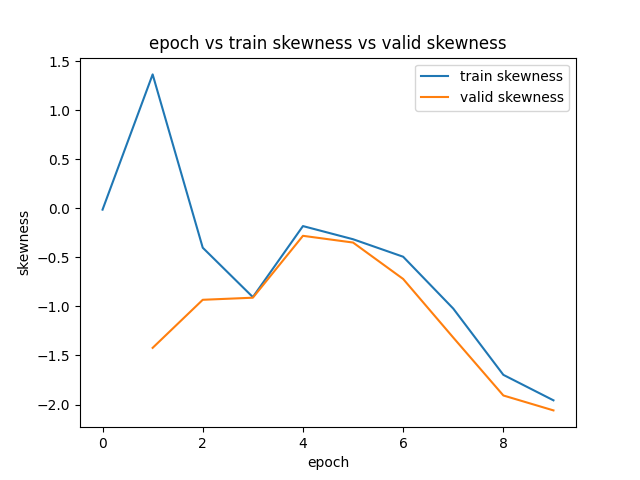 epoch vs train skewness vs valid skewness
train skewness
valid skewness
1.5
1.0
0.5
0.0
−0.5
−1.0
−1.5
−2.0
skewness
0 2 4 6 8
epoch